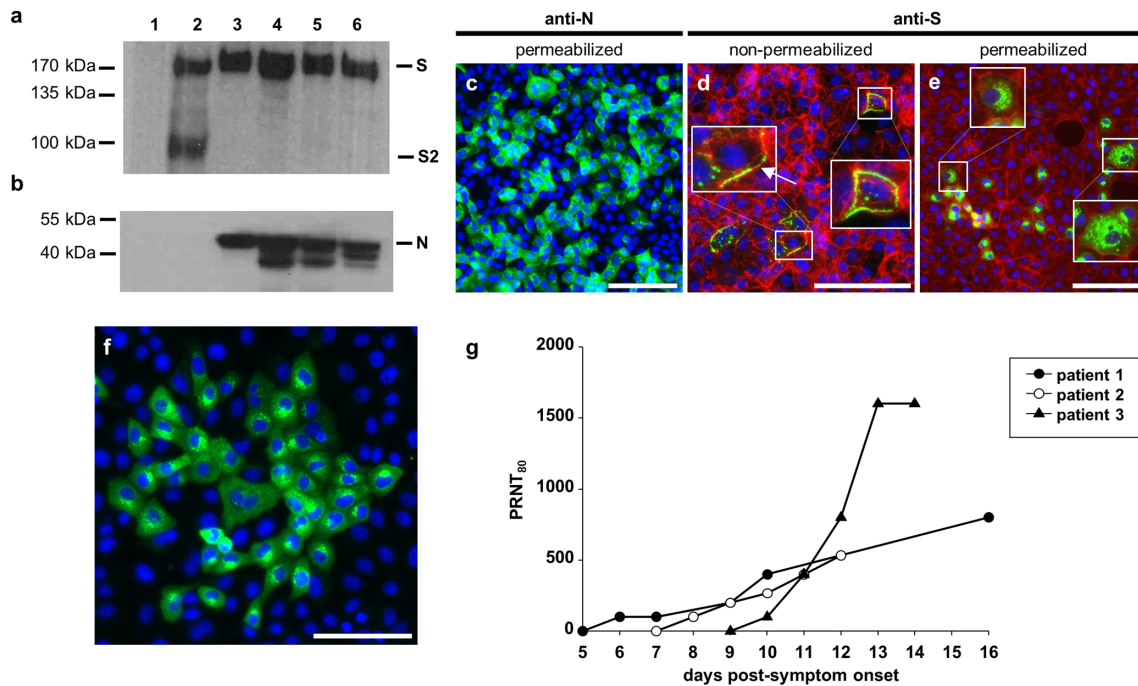 a
1 2 3 4 5 6
170 kDa
135 kDa
100 kDa
S
S2
b
55 kDa
40 kDa
N
anti-N anti-S
permeabilized non-permeabilized permeabilized
c d e
f
g
2000
1500
1000
500
0
PRNT80
5 6 7 8 9 10 11 12 13 14 15 16
days post-symptom onset
patient 1
patient 2
patient 3